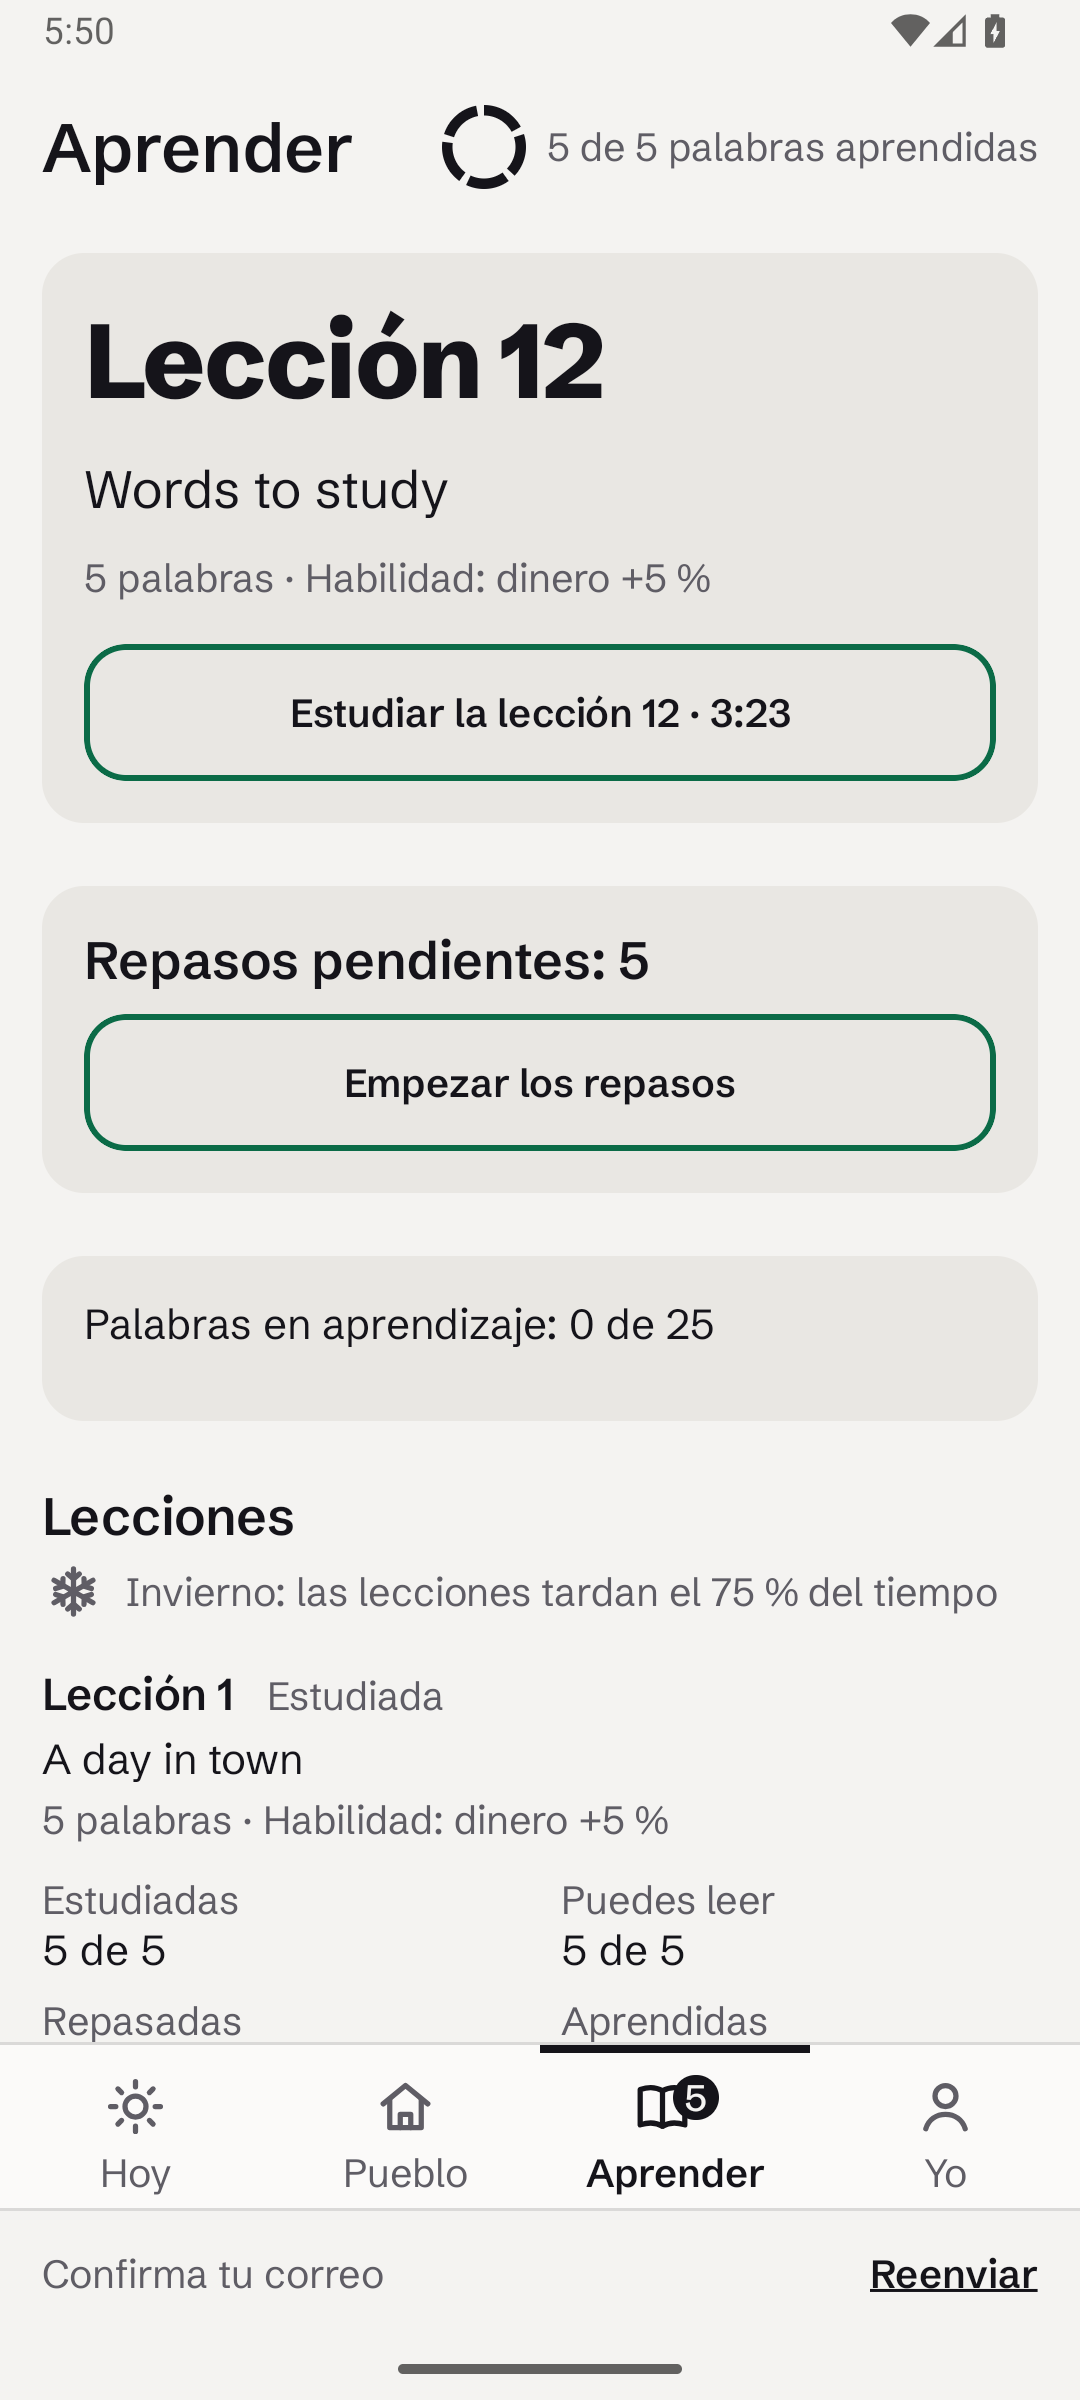 5:50
Aprender
5 de 5 palabras aprendidas
Lección 12
Words to study
5 palabras · Habilidad: dinero +5 %
Estudiar la lección 12 · 3:23
Repasos pendientes: 5
Empezar los repasos
Palabras en aprendizaje: 0 de 25
Lecciones
Invierno: las lecciones tardan el 75 % del tiempo
Lección 1 Estudiada
A day in town
5 palabras · Habilidad: dinero +5 %
Estudiadas Puedes leer
5 de 5 5 de 5
Repasadas Aprendidas
5
Hoy Pueblo Aprender Yo
Confirma tu correo Reenviar